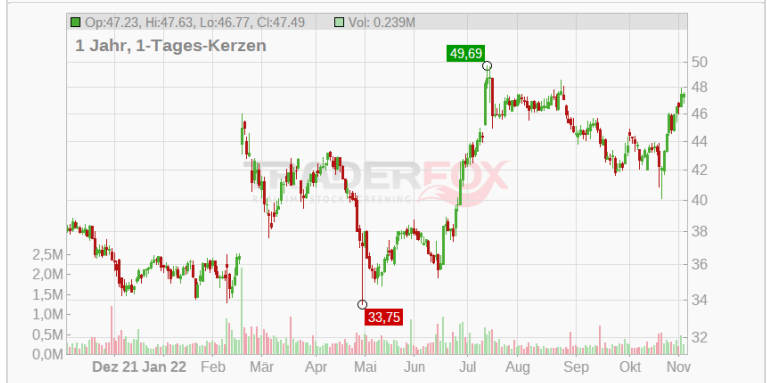 Op:47.23, Hi:47.63, Lo:46.77, Cl:47.49 Vol: 0.239M
1 Jahr, 1-Tages-Kerzen
49,69
50
48
46
44
42
40
38
36
34
32
TRADERFOX
STOCK SCREENING
33,75
2,5M
2,0M
1,5M
1,0M
0,5M
0,0M
Dez 21 Jan 22 Feb Mär Apr Mai Jun Jul Aug Sep Okt Nov